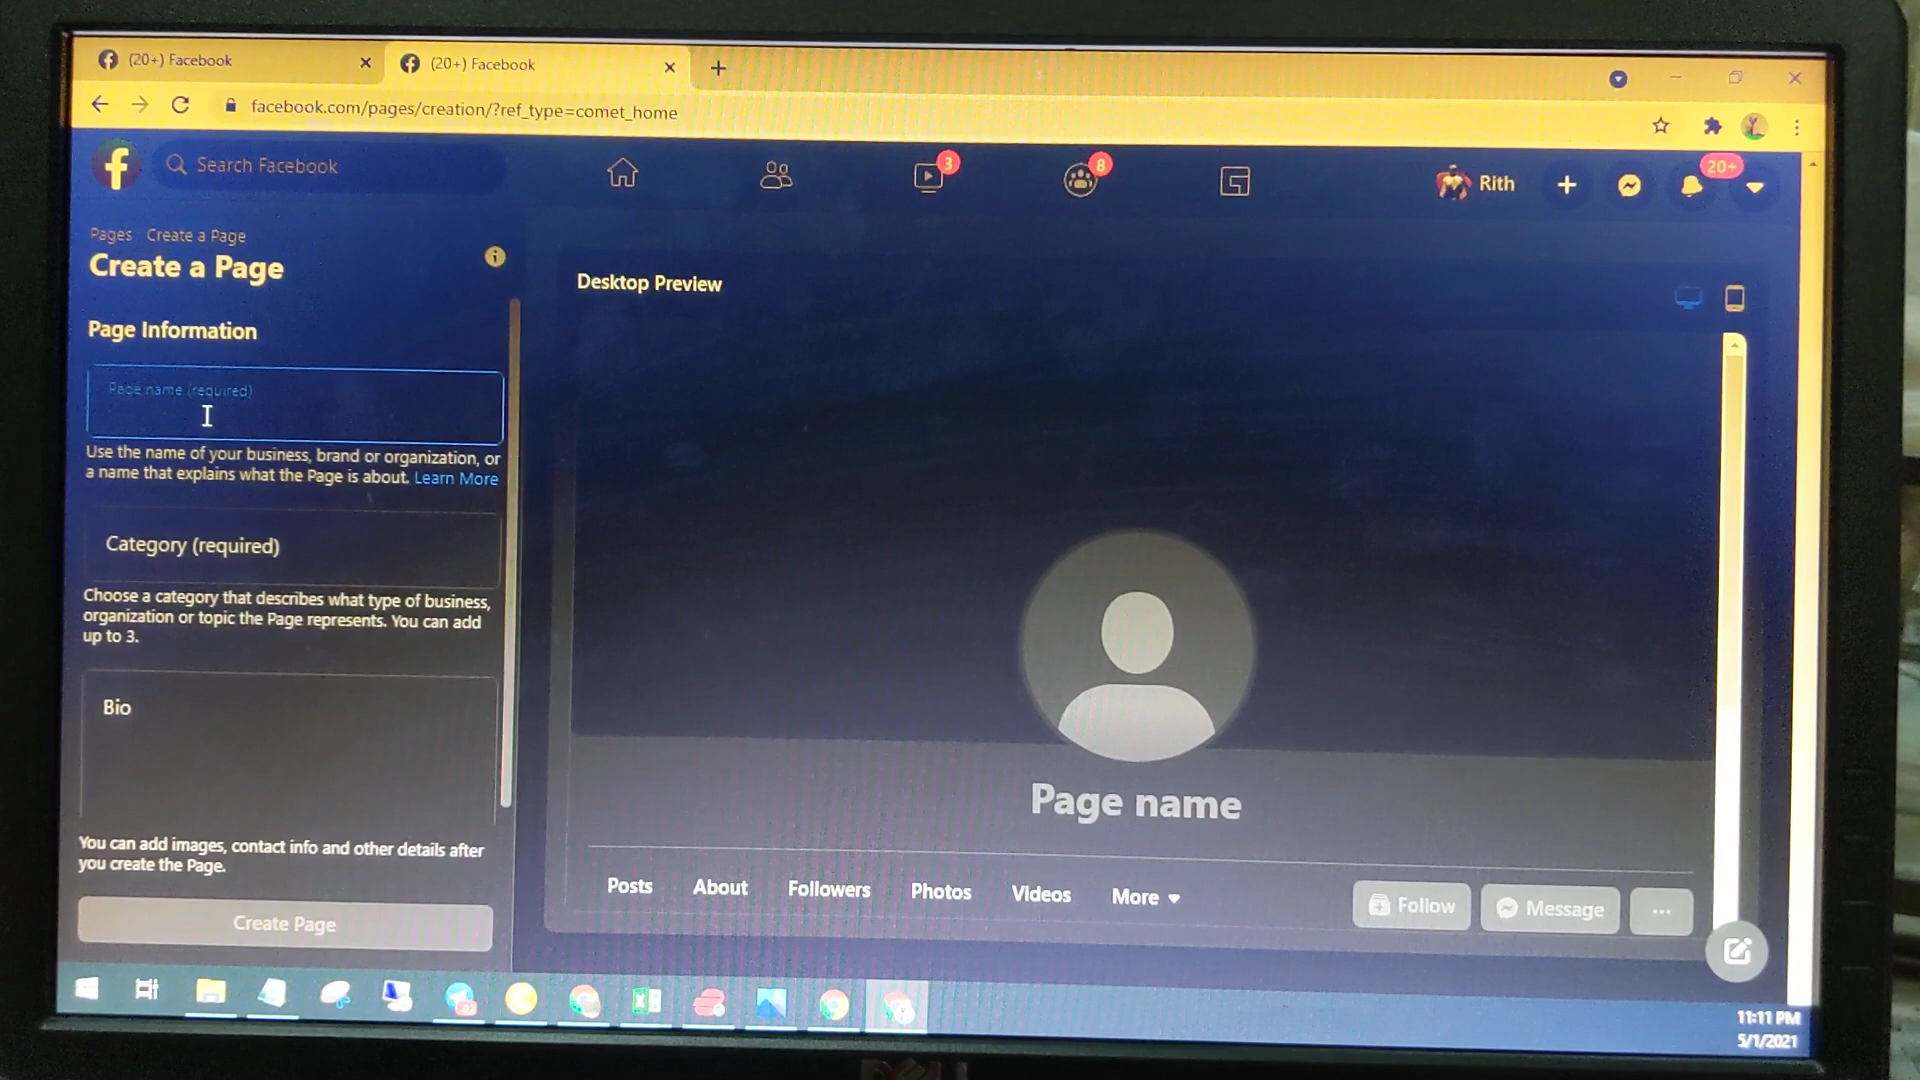 (20+) Facebook
(20+) Facebook
facebook.com/pages/creation/?ref_type=comet_home
Search Facebook
3
8
Rith
20+
Pages Create a Page
Create a Page
Page Information
Page name (required)
Use the name of your business, brand or organization, or
a name that explains what the Page is about. Learn More
Category (required)
Choose a category that describes what type of business,
organization or topic the Page represents. You can add
up to 3.
Bio
You can add images, contact info and other details after
you create the Page.
Create Page
Desktop Preview
Page name
Posts About Followers Photos Videos More
Follow Message ...
11:11 PM
5/1/2021